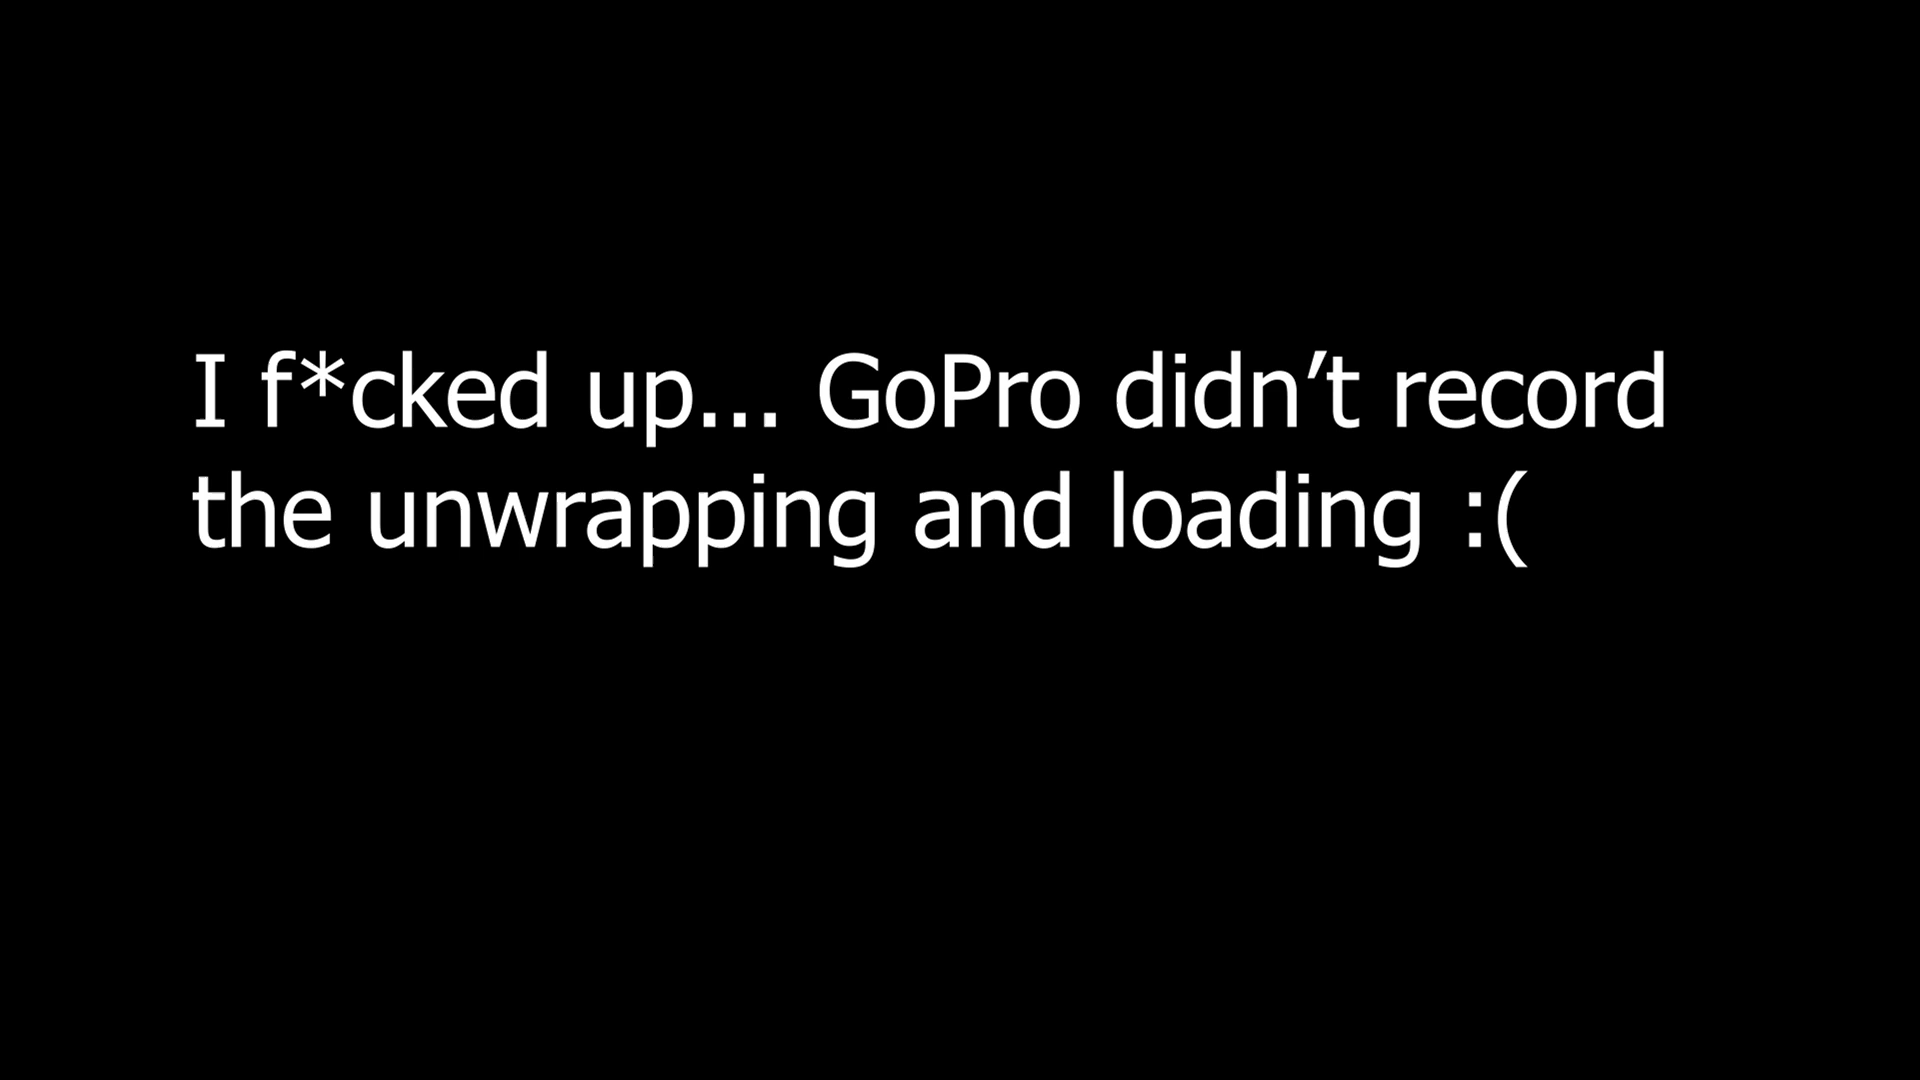 I f*cked up... GoPro didn’t record
the unwrapping and loading :(